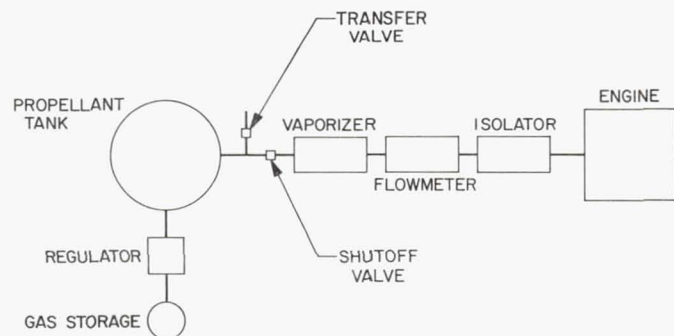 TRANSFER
VALVE
PROPELLANT
TANK
VAPORIZER
ISOLATOR
ENGINE
FLOWMETER
REGULATOR
SHUTOFF
VALVE
GAS STORAGE